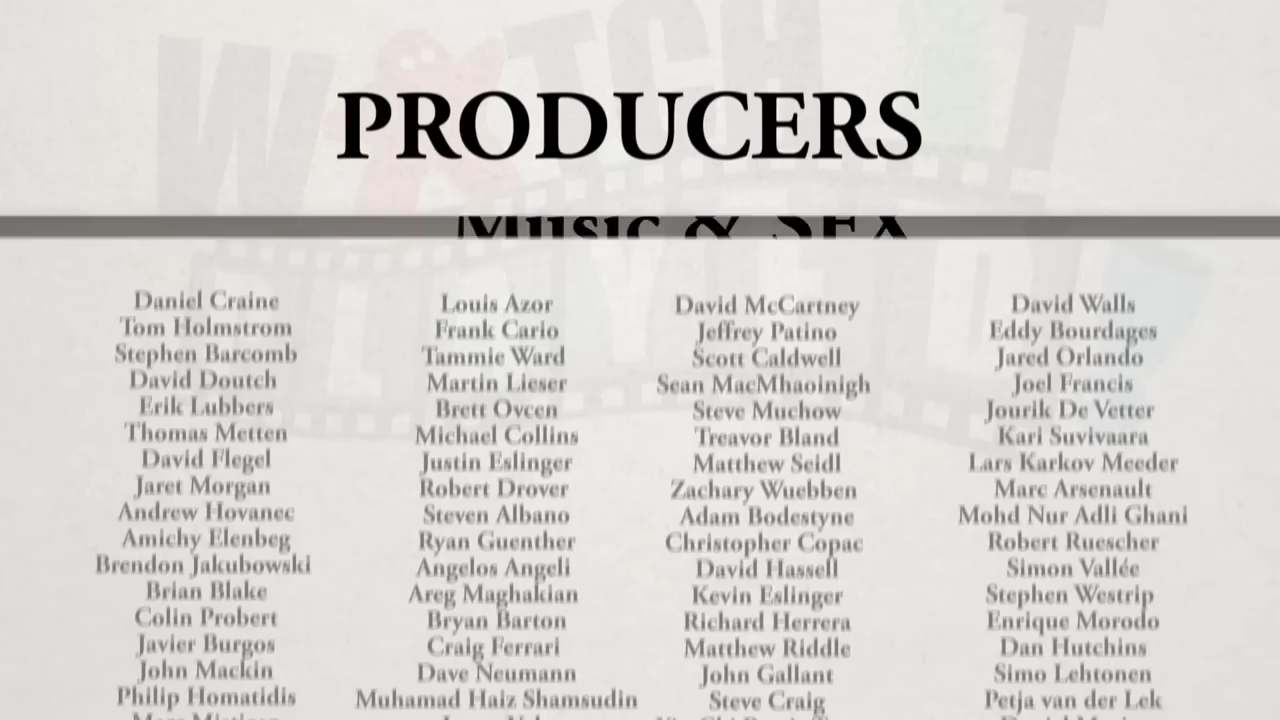 WATCH IT
PLAYED
PRODUCERS
Music & SFX
Daniel Craine
Tom Holmstrom
Stephen Barcomb
David Doutch
Erik Lubbers
Thomas Metten
David Flegel
Jaret Morgan
Andrew Hovanec
Amichy Elenbeg
Brendon Jakubowski
Brian Blake
Colin Probert
Javier Burgos
John Mackin
Philip Homatidis
Louis Azor
Frank Cario
Tammie Ward
Martin Lieser
Brett Ovcen
Michael Collins
Justin Eslinger
Robert Drover
Steven Albano
Ryan Guenther
Angelos Angeli
Areg Maghakian
Bryan Barton
Craig Ferrari
Dave Neumann
Muhamad Haiz Shamsudin
David McCartney
Jeffrey Patino
Scott Caldwell
Sean MacMhaoinigh
Steve Muchow
Treavor Bland
Matthew Seidl
Zachary Wuebben
Adam Bodestyne
Christopher Copac
David Hassell
Kevin Eslinger
Richard Herrera
Matthew Riddle
John Gallant
Steve Craig
David Walls
Eddy Bourdages
Jared Orlando
Joel Francis
Jourik De Vetter
Kari Suvivaara
Lars Karkov Meeder
Marc Arsenault
Mohd Nur Adli Ghani
Robert Ruescher
Simon Vallée
Stephen Westrip
Enrique Morodo
Dan Hutchins
Simo Lehtonen
Petja van der Lek